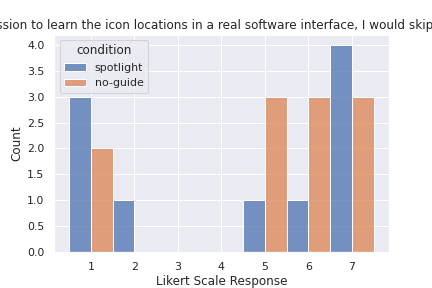 ssion to learn the icon locations in a real software interface, I would skip
condition
spotlight
no-guide
4.0
3.5
3.0
2.5
2.0
1.5
1.0
0.5
0.0
Count
1 2 3 4 5 6 7
Likert Scale Response